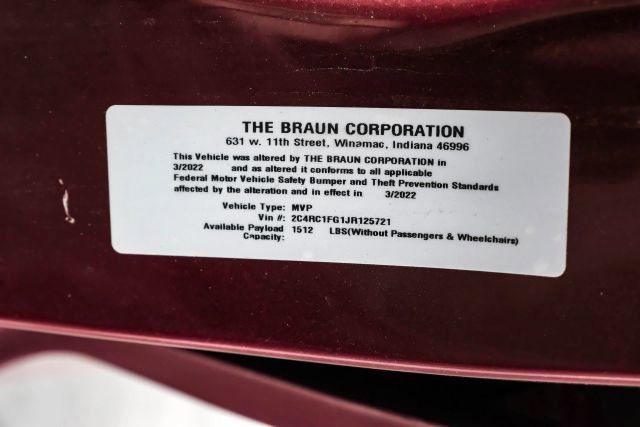 THE BRAUN CORPORATION
631 w. 11th Street, Winamac, Indiana 46996
This Vehicle was altered by THE BRAUN CORPORATION in
3/2022 and as altered it conforms to all applicable
Federal Motor Vehicle Safety Bumper and Theft Prevention Standards
affected by the alteration and in effect in 3/2022
Vehicle Type: MVP
Vin #: 2C4RC1FG1JR125721
Available Payload 1512 LBS(Without Passengers & Wheelchairs)
Capacity: